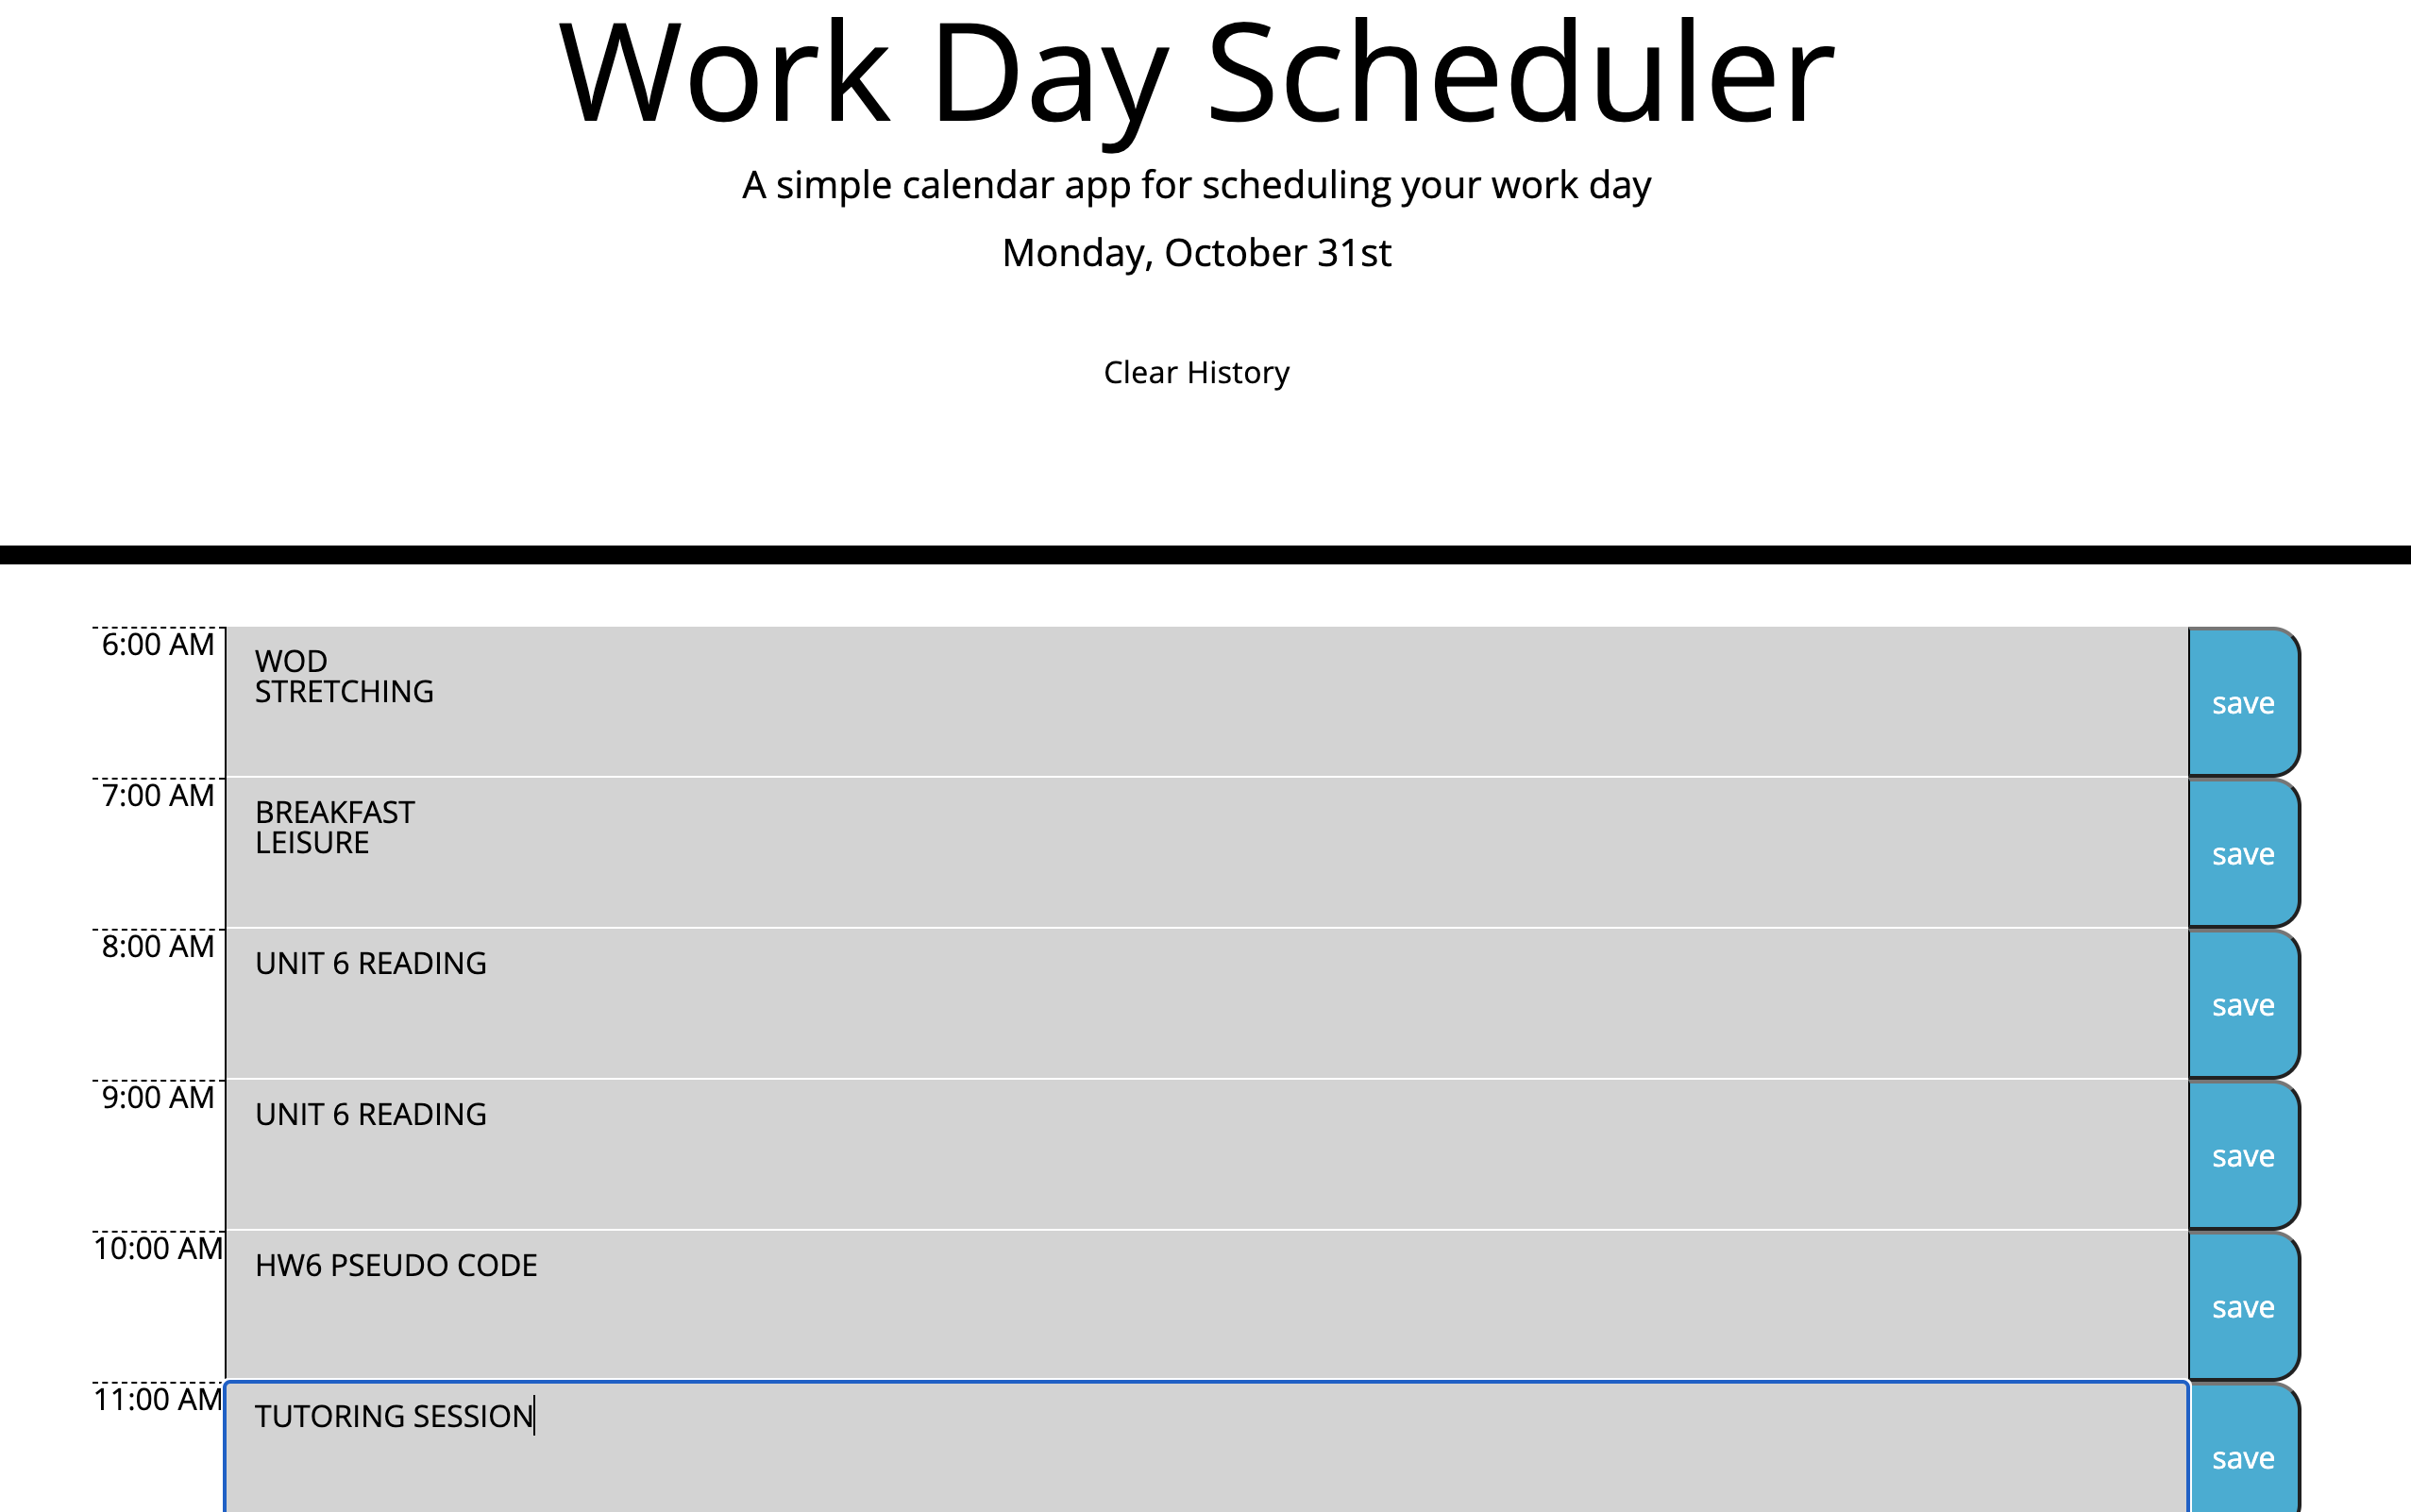 Work Day Scheduler
A simple calendar app for scheduling your work day
Monday, October 31st
Clear History
6:00 AM
WOD
STRETCHING
save
7:00 AM
BREAKFAST
LEISURE
save
8:00 AM
UNIT 6 READING
save
9:00 AM
UNIT 6 READING
save
10:00 AM
HW6 PSEUDO CODE
save
11:00 AM
TUTORING SESSION
save